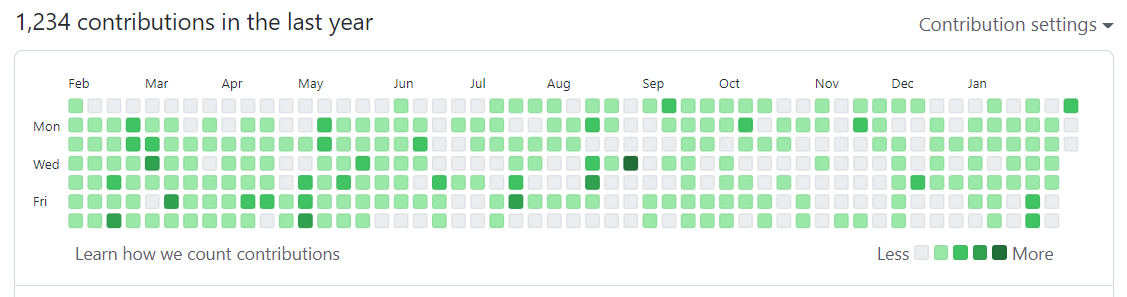 1,234 contributions in the last year
Contribution settings
Feb Mar Apr May Jun Jul Aug Sep Oct Nov Dec Jan
Mon
Wed
Fri
Learn how we count contributions
Less More